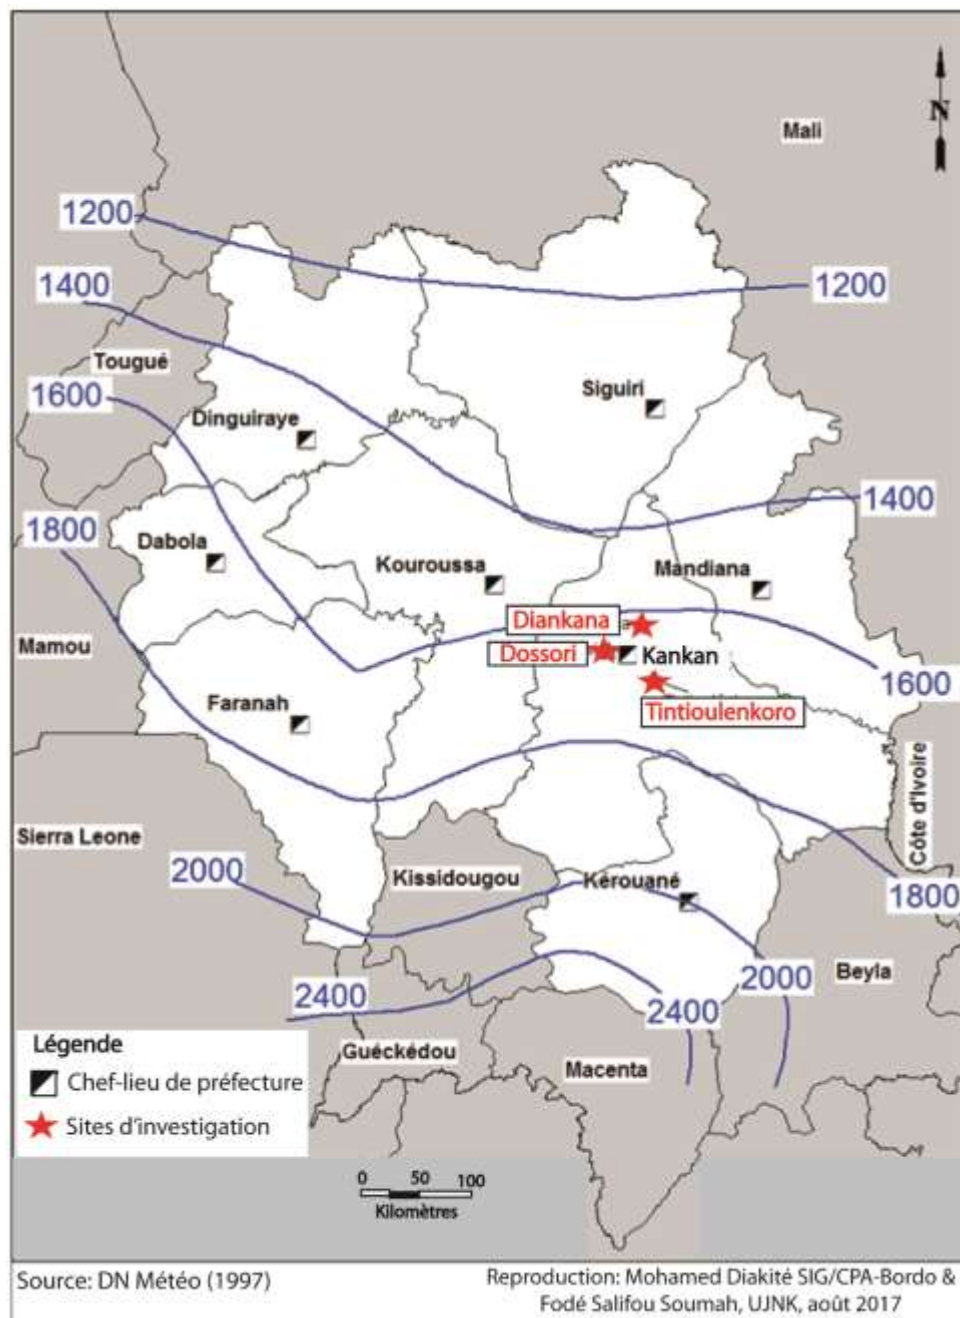 N
Mali
1200
1400
1200
Tougué
1600
Siguiri
Dinguiraye
1400
1800
Dabola
Kouroussa
Mandiana
Diankana
Mamou
Dossori
Kankan
1600
Faranah
Tintioulenkoro
Côte d'Ivoire
Sierra Leone
2000
Kissidougou
Kérouané
1800
Beyla
2000
2400
2400
Légende
Guéckédou
Macenta
Chef-lieu de préfecture
Sites d'investigation
0 50 100
Kilomètres
Source: DN Météo (1997)
Reproduction: Mohamed Diakité SIG/CPA-Bordo &
Fodé Salifou Soumah, UJNK, août 2017